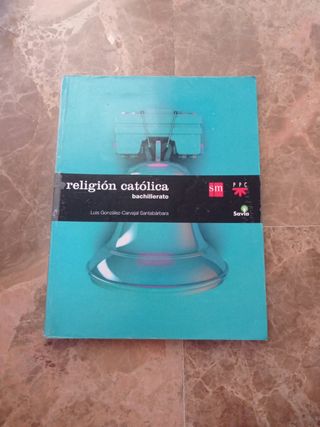 religión católica
bachillerato
Luis González-Carvajal Santabárbara
sm
PPC
Savia